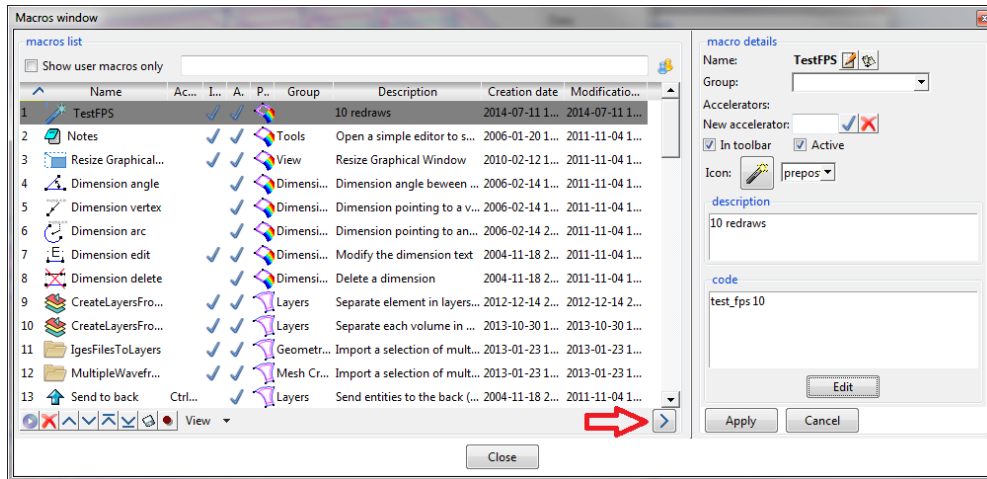 Macros window
macros list
Show user macros only
Name Ac... I... A. P.. Group Description Creation date Modificatio...
1 TestFPS 10 redraws 2014-07-11 1... 2014-07-11 1...
2 Notes Tools Open a simple editor to s... 2006-01-20 1... 2011-11-04 1...
3 Resize Graphical... View Resize Graphical Window 2010-02-12 1... 2011-11-04 1...
4 Dimension angle Dimensi... Dimension angle beween ... 2006-02-14 1... 2011-11-04 1...
5 Dimension vertex Dimensi... Dimension pointing to a v... 2006-02-14 1... 2011-11-04 1...
6 Dimension arc Dimensi... Dimension pointing to an... 2006-02-14 2... 2011-11-04 1...
7 :E: Dimension edit Dimensi... Modify the dimension text 2004-11-18 2... 2011-11-04 1...
8 Dimension delete Dimensi... Delete a dimension 2004-11-18 2... 2011-11-04 1...
9 CreateLayersFro... Layers Separate element in layers... 2012-12-14 2... 2012-12-14 2...
10 CreateLayersFro... Layers Separate each volume in ... 2013-10-30 1... 2013-10-30 1...
11 IgesFilesToLayers Geometr... Import a selection of mult... 2013-01-23 1... 2013-01-23 1...
12 MultipleWavefr... Mesh Cr... Import a selection of mult... 2013-01-23 1... 2013-01-23 1...
13 Send to back Ctrl... Layers Send entities to the back (... 2004-11-18 2... 2011-11-04 1...
View
macro details
Name: TestFPS
Group:
Accelerators:
New accelerator:
In toolbar Active
Icon: prepos
description
10 redraws
code
test_fps 10
Edit
Apply Cancel
Close